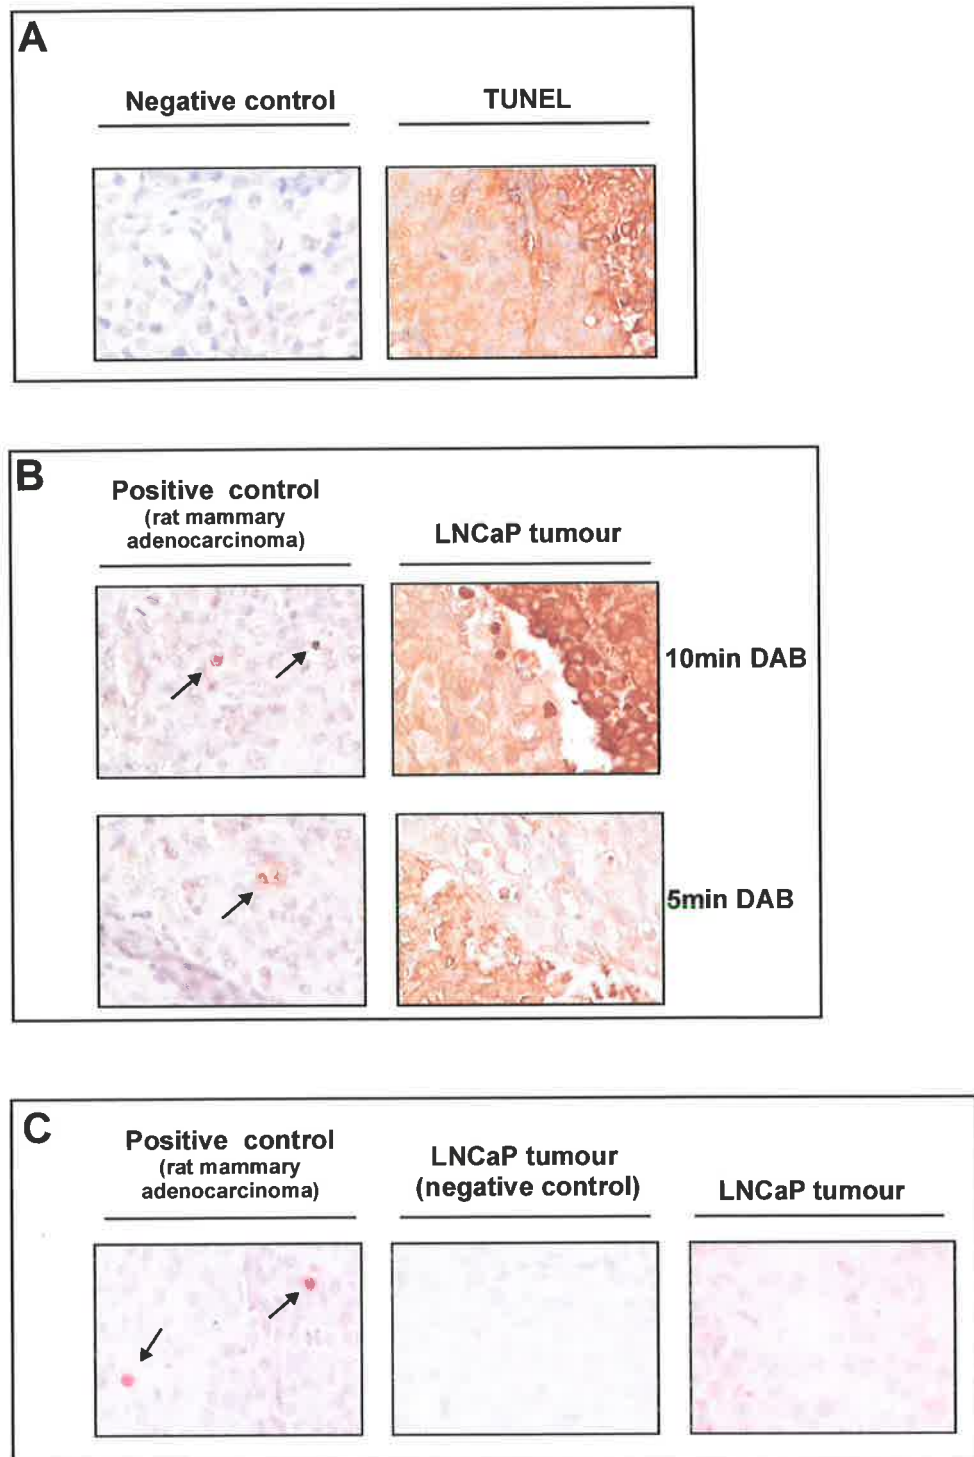 A
Negative control
TUNEL
B
Positive control
(rat mammary
adenocarcinoma)
LNCaP tumour
10min DAB
5min DAB
C
Positive control
(rat mammary
adenocarcinoma)
LNCaP tumour
(negative control)
LNCaP tumour